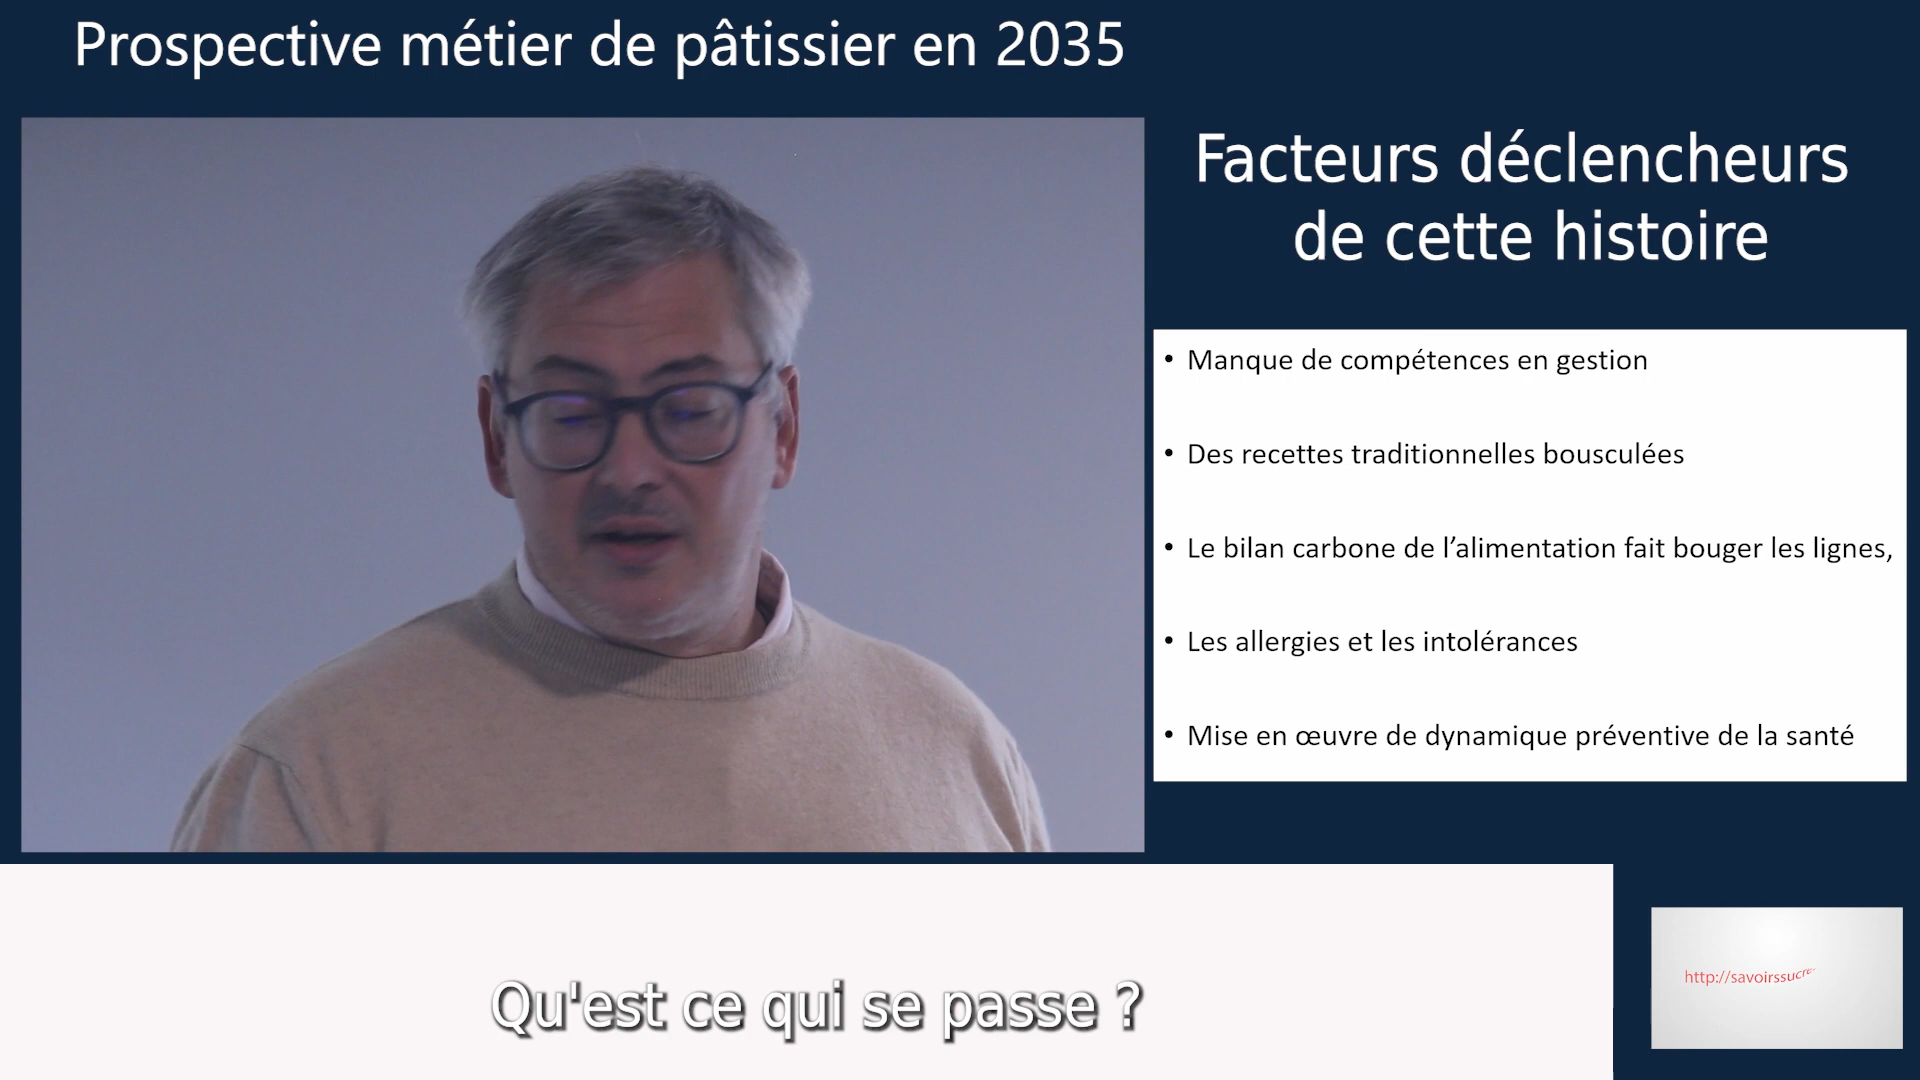 Prospective métier de pâtissier en 2035
Facteurs déclencheurs
de cette histoire
• Manque de compétences en gestion
• Des recettes traditionnelles bousculées
• Le bilan carbone de l’alimentation fait bouger les lignes,
• Les allergies et les intolérances
• Mise en œuvre de dynamique préventive de la santé
Qu'est ce qui se passe ?
http://savoirssucre